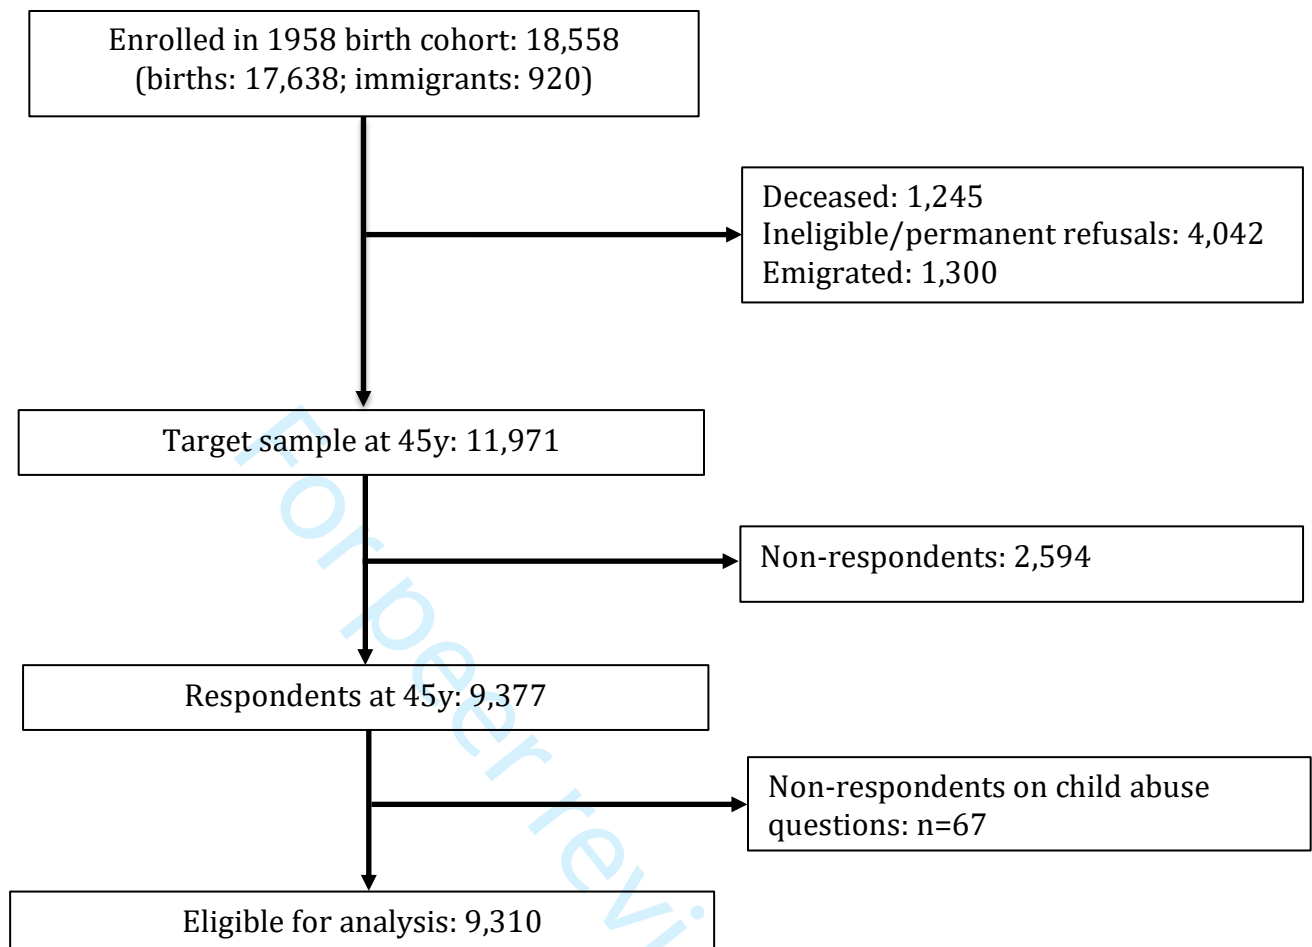 Enrolled in 1958 birth cohort: 18,558
(births: 17,638; immigrants: 920)
Deceased: 1,245
Ineligible/permanent refusals: 4,042
Emigrated: 1,300
Target sample at 45y: 11,971
Non-respondents: 2,594
Respondents at 45y: 9,377
Non-respondents on child abuse
questions: n=67
Eligible for analysis: 9,310
For peer revi